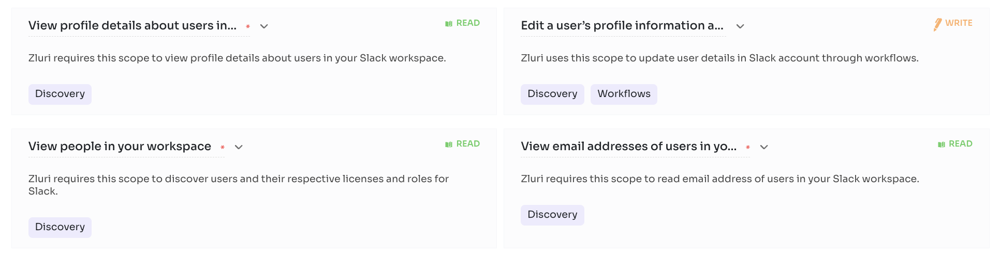 View profile details about users in... *
READ
Zluri requires this scope to view profile details about users in your Slack workspace.
Discovery
Edit a user’s profile information a...
WRITE
Zluri uses this scope to update user details in Slack account through workflows.
Discovery Workflows
View people in your workspace *
READ
Zluri requires this scope to discover users and their respective licenses and roles for
Slack.
Discovery
View email addresses of users in yo... *
READ
Zluri requires this scope to read email address of users in your Slack workspace.
Discovery